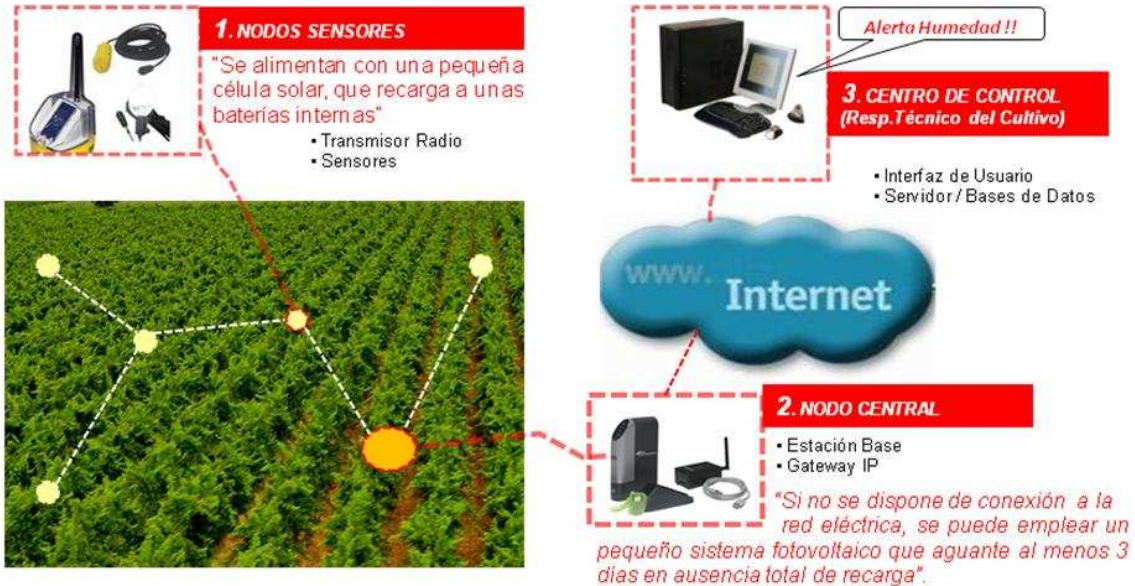 1. NODOS SENSORES
"Se alimentan con una pequeña
célula solar, que recarga a unas
baterías internas"
▪ Transmisor Radio
▪ Sensores
Alerta Humedad !!
3. CENTRO DE CONTROL
(Resp.Técnico del Cultivo)
▪ Interfaz de Usuario
▪ Servidor / Bases de Datos
www.
Internet
2. NODO CENTRAL
▪ Estación Base
▪ Gateway IP
"Si no se dispone de conexión a la
red eléctrica, se puede emplear un
pequeño sistema fotovoltaico que aguante al menos 3
días en ausencia total de recarga".